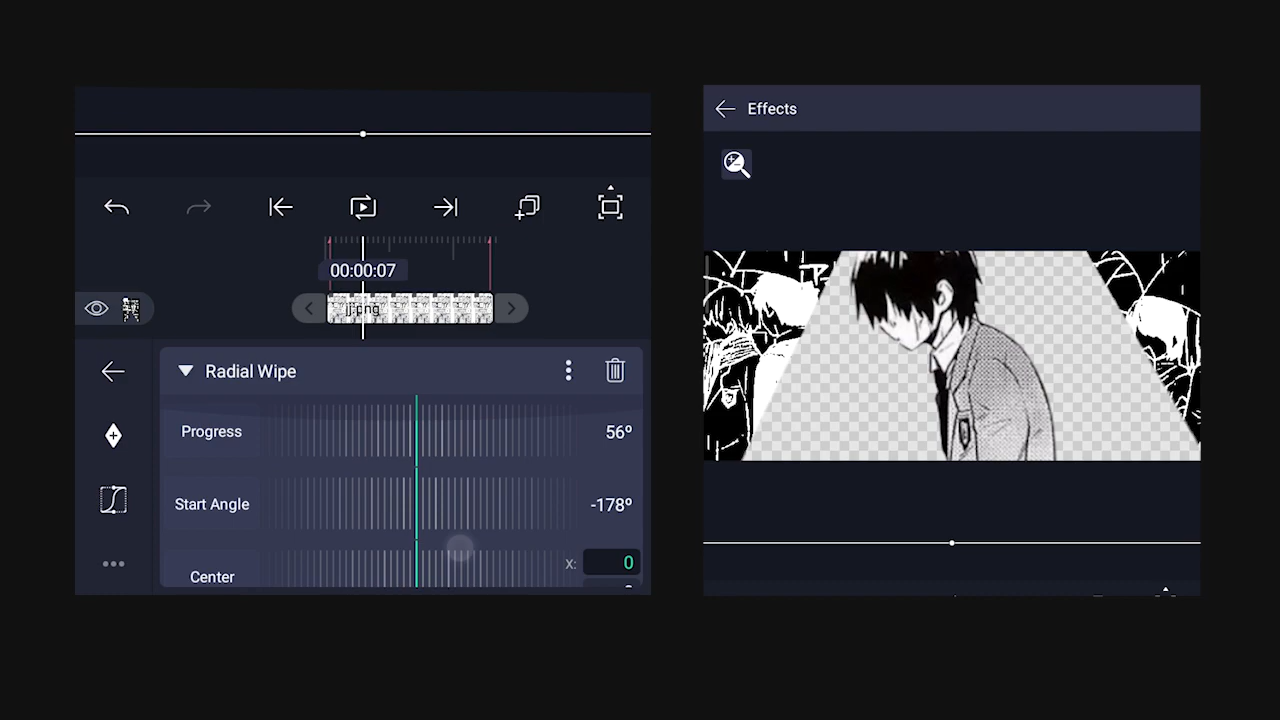 Effects
00:00:07
jj.png
Radial Wipe
Progress
56º
Start Angle
-178º
Center
X:
0